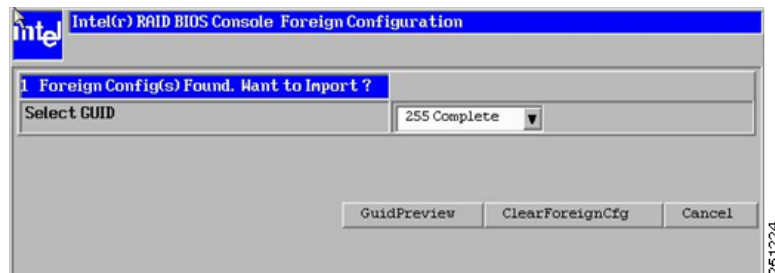 intel
Intel(r) RAID BIOS Console Foreign Configuration
1 Foreign Config(s) Found. Want to Import ?
Select GUID
255 Complete
GuidPreview
ClearForeignCfg
Cancel
251224